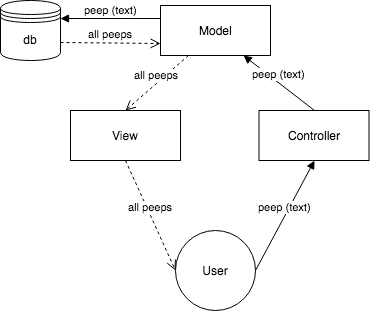 peep (text)
db
all peeps
Model
all peeps
peep (text)
View
Controller
all peeps
peep (text)
User